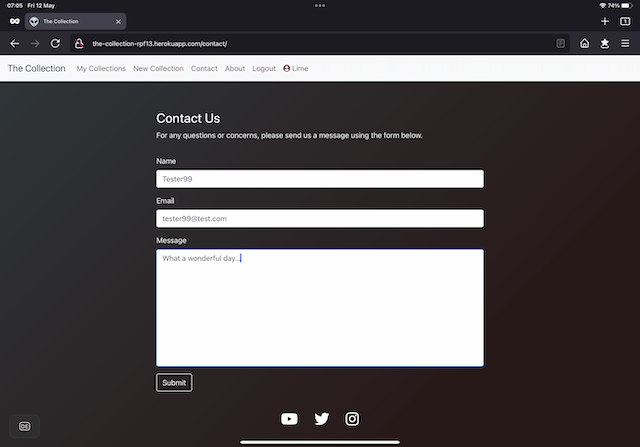 07:05 Fri 12 May
74%
The Collection
1
the-collection-rpf13.herokuapp.com/contact/
The Collection My Collections New Collection Contact About Logout Lime
Contact Us
For any questions or concerns, please send us a message using the form below.
Name
Tester99
Email
tester99@test.com
Message
What a wonderful day...
Submit
DE